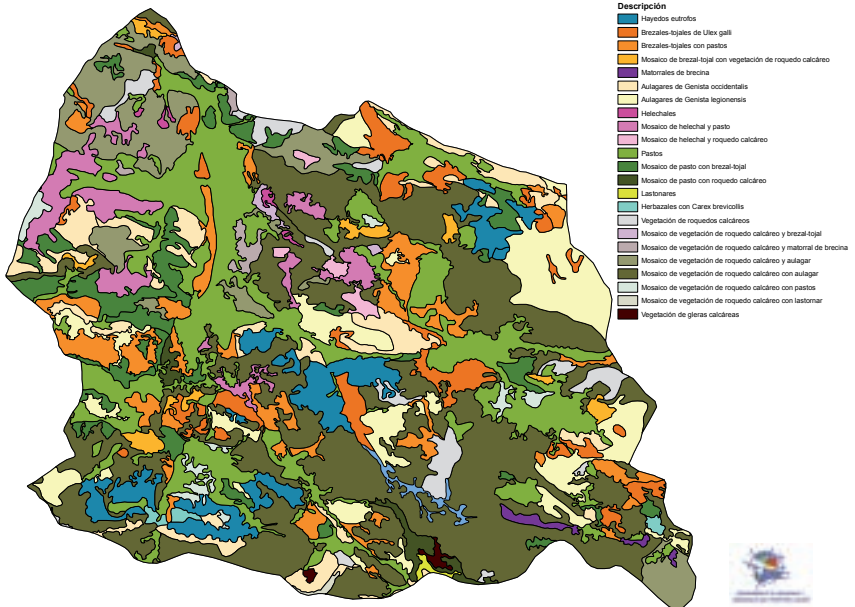 Descripción
Hayedos eutrofos
Brezales-tojales de Ulex galli
Brezales-tojales con pastos
Mosaico de brezal-tojal con vegetación de roquedo calcáreo
Matorrales de brecina
Aulagares de Genista occidentalis
Aulagares de Genista legionensis
Helechales
Mosaico de helechal y pasto
Mosaico de helechal y roquedo calcáreo
Pastos
Mosaico de pasto con brezal-tojal
Mosaico de pasto con roquedo calcáreo
Lastonares
Herbazales con Carex brevicollis
Vegetación de roquedos calcáreos
Mosaico de vegetación de roquedo calcáreo y brezal-tojal
Mosaico de vegetación de roquedo calcáreo y matorral de brecina
Mosaico de vegetación de roquedo calcáreo y aulagar
Mosaico de vegetación de roquedo calcáreo con aulagar
Mosaico de vegetación de roquedo calcáreo con pastos
Mosaico de vegetación de roquedo calcáreo con lastornar
Vegetación de gleras calcáreas